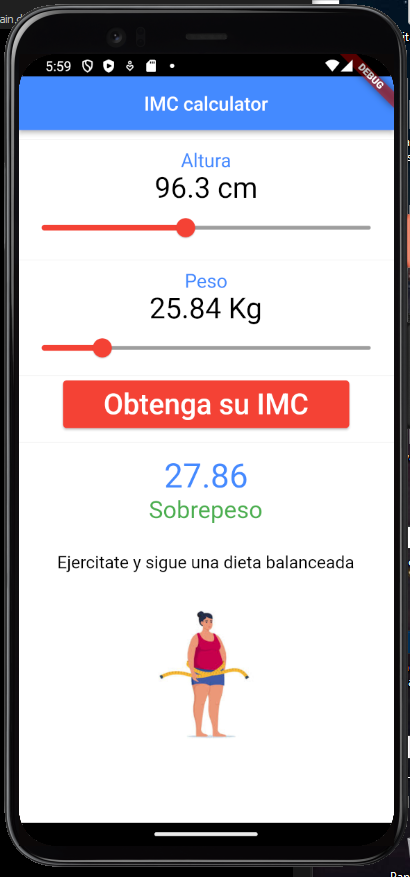 ain.d
5:59
DEBUG
IMC calculator
Altura
96.3 cm
Peso
25.84 Kg
Obtenga su IMC
27.86
Sobrepeso
Ejercitate y sigue una dieta balanceada